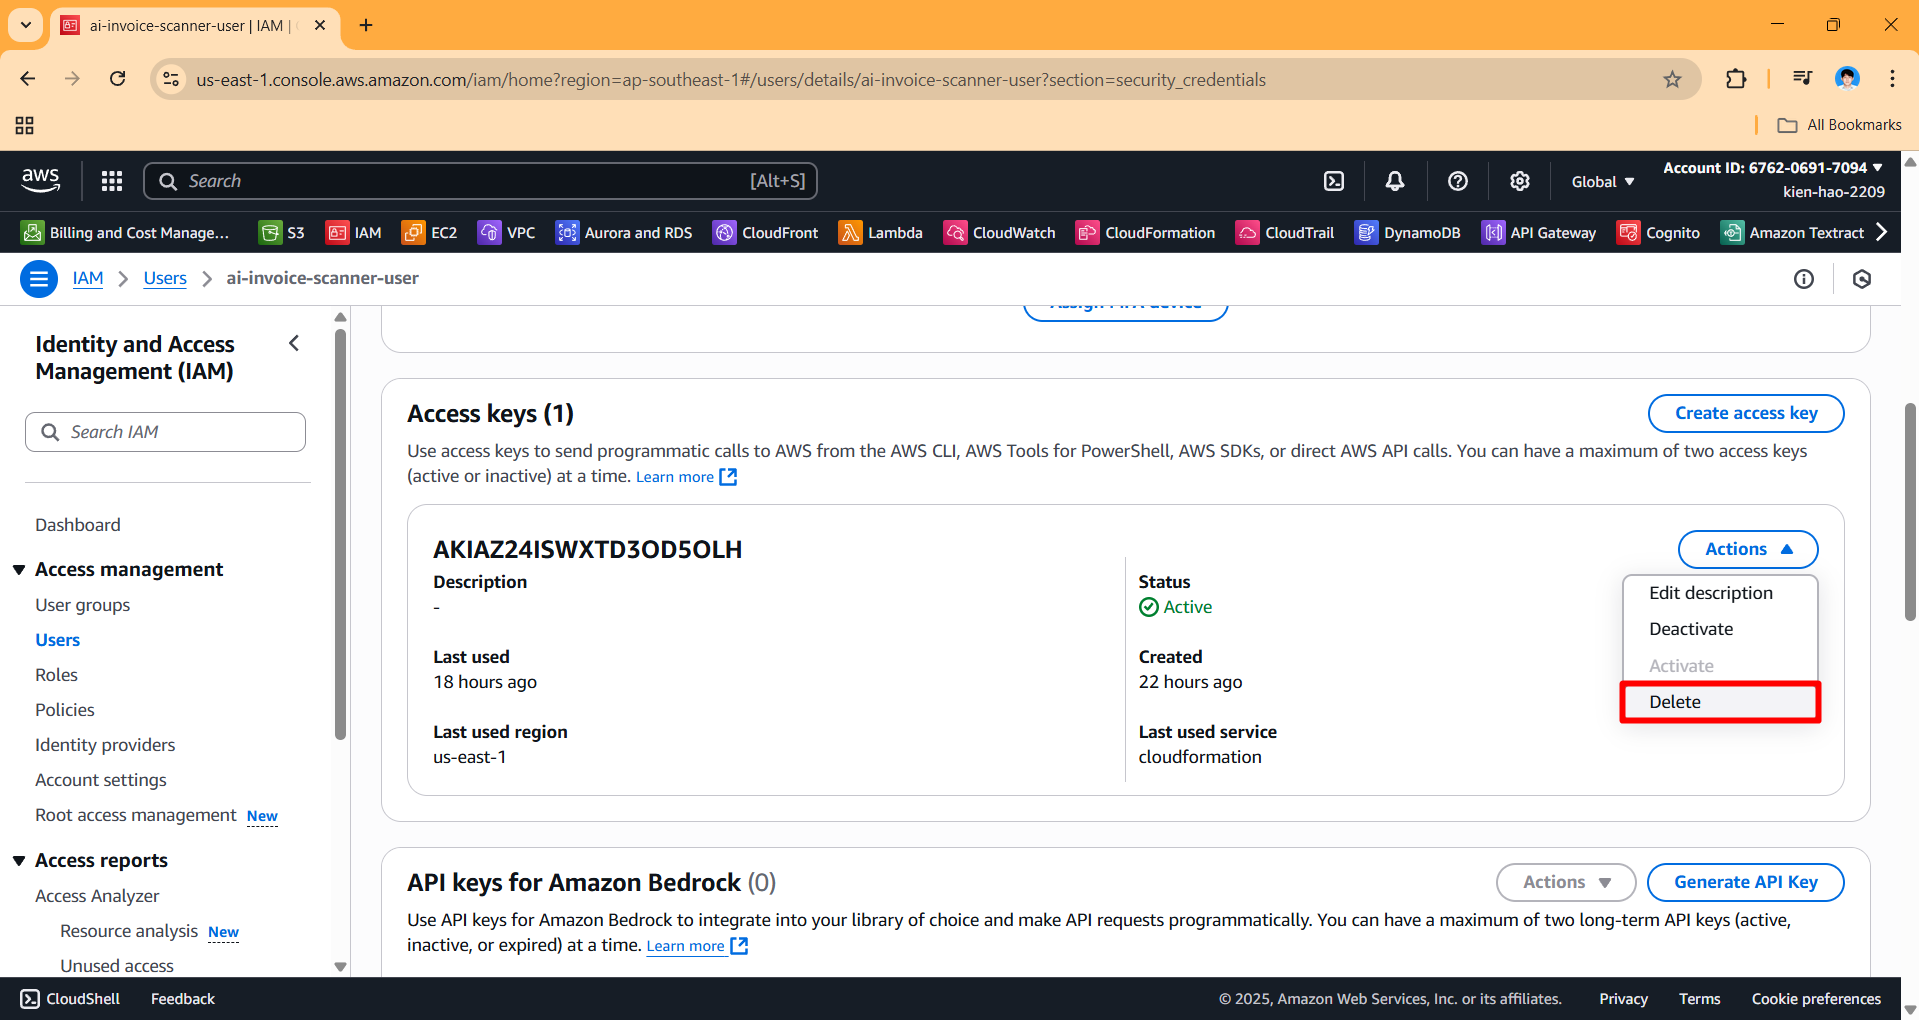 ai-invoice-scanner-user | IAM |
us-east-1.console.aws.amazon.com/iam/home?region=ap-southeast-1#/users/details/ai-invoice-scanner-user?section=security_credentials
All Bookmarks
aws
Search
[Alt+S]
Global
Account ID: 6762-0691-7094
kien-hao-2209
Billing and Cost Manage...
S3
IAM
EC2
VPC
Aurora and RDS
CloudFront
Lambda
CloudWatch
CloudFormation
CloudTrail
DynamoDB
API Gateway
Cognito
Amazon Textract
IAM
Users
ai-invoice-scanner-user
Identity and Access
Management (IAM)
Search IAM
Dashboard
Access management
User groups
Users
Roles
Policies
Identity providers
Account settings
Root access management New
Access reports
Access Analyzer
Resource analysis New
Unused access
Access keys (1)
Create access key
Use access keys to send programmatic calls to AWS from the AWS CLI, AWS Tools for PowerShell, AWS SDKs, or direct AWS API calls. You can have a maximum of two access keys
(active or inactive) at a time. Learn more
AKIAZ24ISWXTD3OD5OLH
Actions
Description
-
Status
Active
Last used
18 hours ago
Created
22 hours ago
Last used region
us-east-1
Last used service
cloudformation
Edit description
Deactivate
Activate
Delete
API keys for Amazon Bedrock (0)
Actions
Generate API Key
Use API keys for Amazon Bedrock to integrate into your library of choice and make API requests programmatically. You can have a maximum of two long-term API keys (active,
inactive, or expired) at a time. Learn more
CloudShell
Feedback
© 2025, Amazon Web Services, Inc. or its affiliates.
Privacy
Terms
Cookie preferences